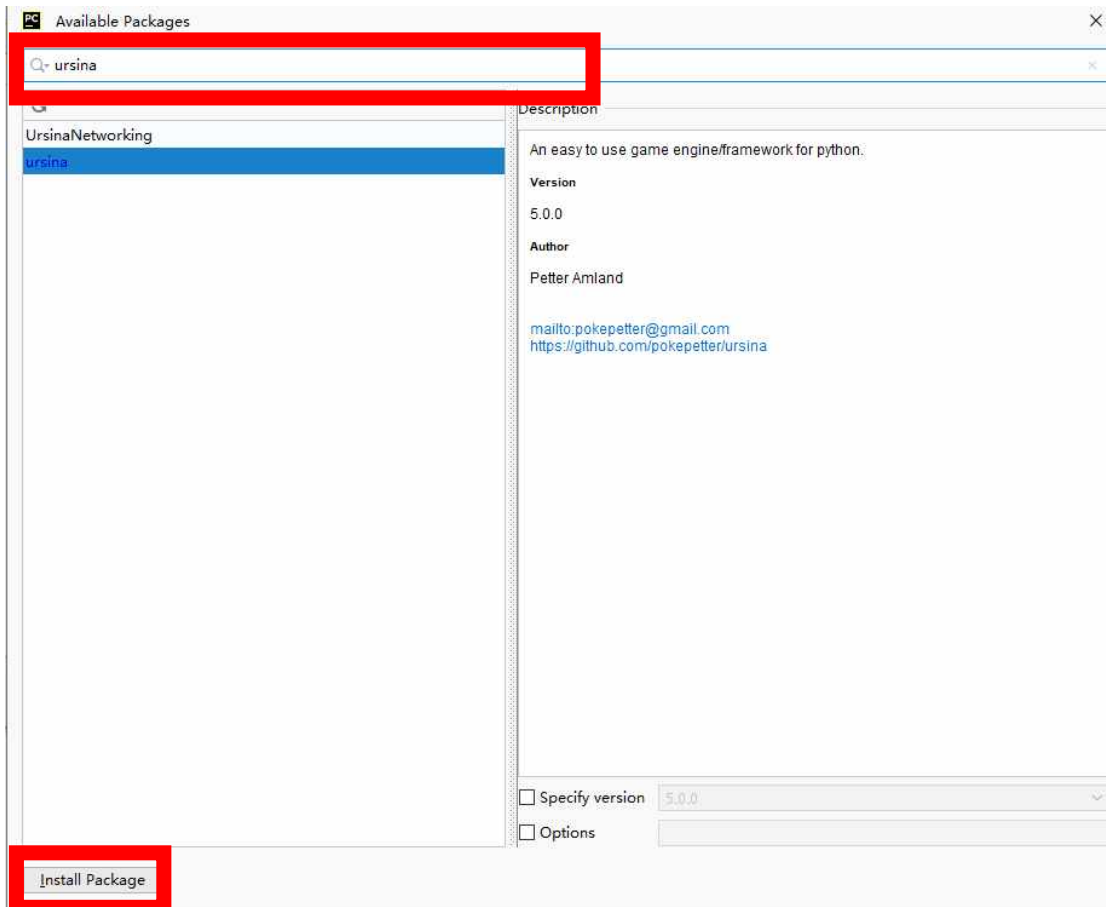 PC Available Packages
ursina
Description
UrsinaNetworking
ursina
An easy to use game engine/framework for python.
Version
5.0.0
Author
Petter Amland
mailto:pokepetter@gmail.com
https://github.com/pokepetter/ursina
Specify version 5.0.0
Options
Install Package